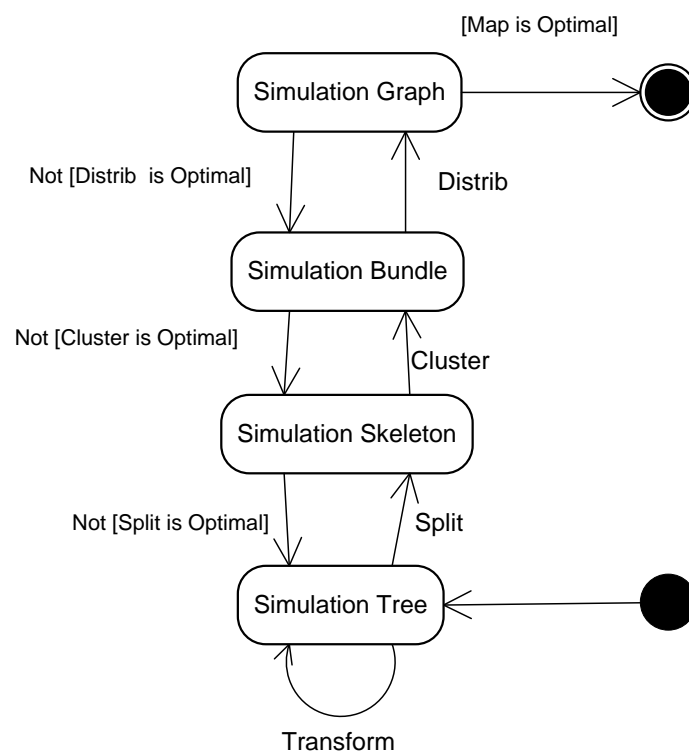 [Map is Optimal]
Simulation Graph
Not [Distrib is Optimal]
Distrib
Simulation Bundle
Not [Cluster is Optimal]
Cluster
Simulation Skeleton
Not [Split is Optimal]
Split
Simulation Tree
Transform